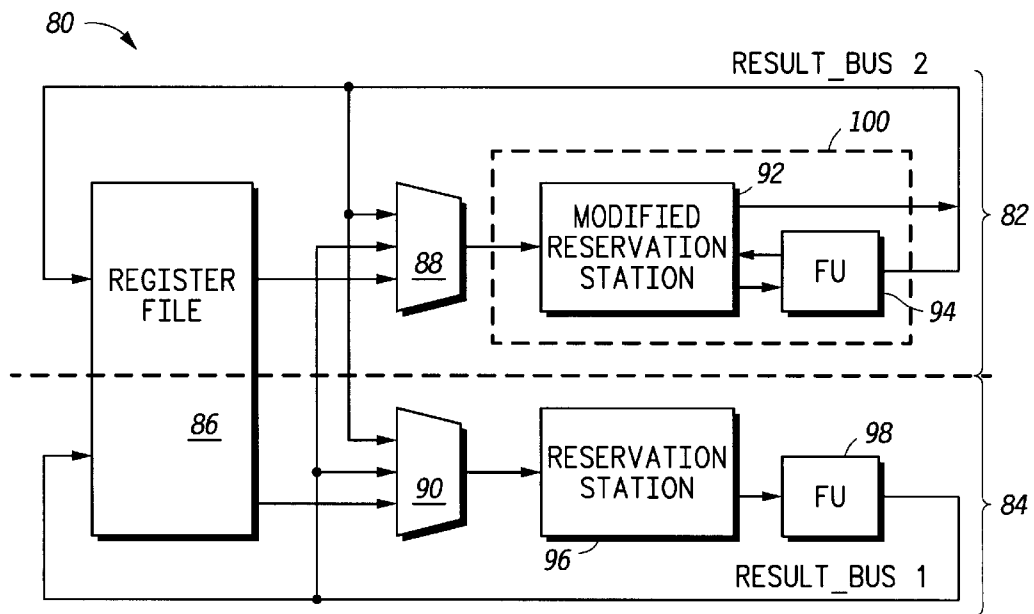 80
RESULT_BUS 2
100
92
MODIFIED
RESERVATION
STATION
82
REGISTER
FILE
88
FU
94
86
90
RESERVATION
STATION
98
FU
84
96
RESULT_BUS 1